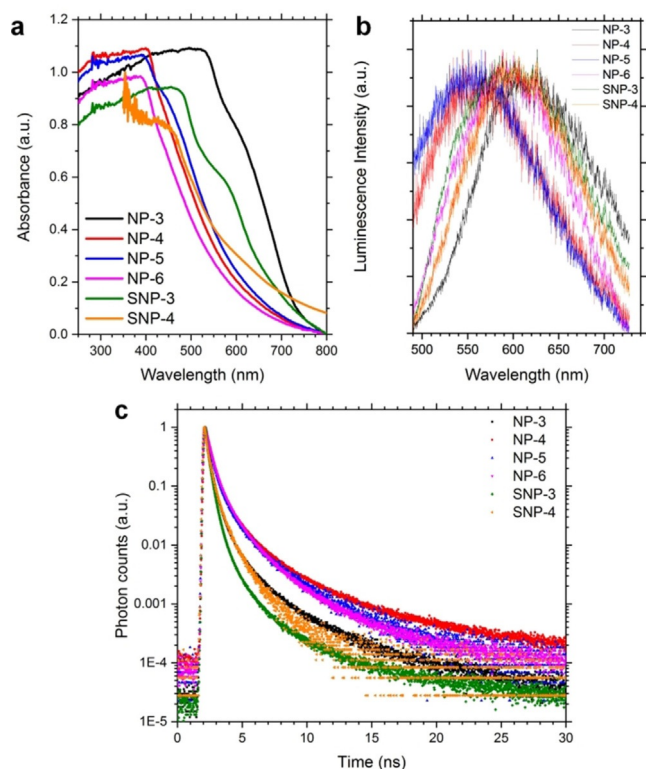 a
1.2
1.0
0.8
0.6
0.4
0.2
0.0
Absorbance (a.u.)
NP-3
NP-4
NP-5
NP-6
SNP-3
SNP-4
300 400 500 600 700 800
Wavelength (nm)
b
Luminescence Intensity (a.u.)
NP-3
NP-4
NP-5
NP-6
SNP-3
SNP-4
500 550 600 650 700
Wavelength (nm)
c
1
0.1
0.01
0.001
1E-4
1E-5
Photon counts (a.u.)
NP-3
NP-4
NP-5
NP-6
SNP-3
SNP-4
0 5 10 15 20 25 30
Time (ns)